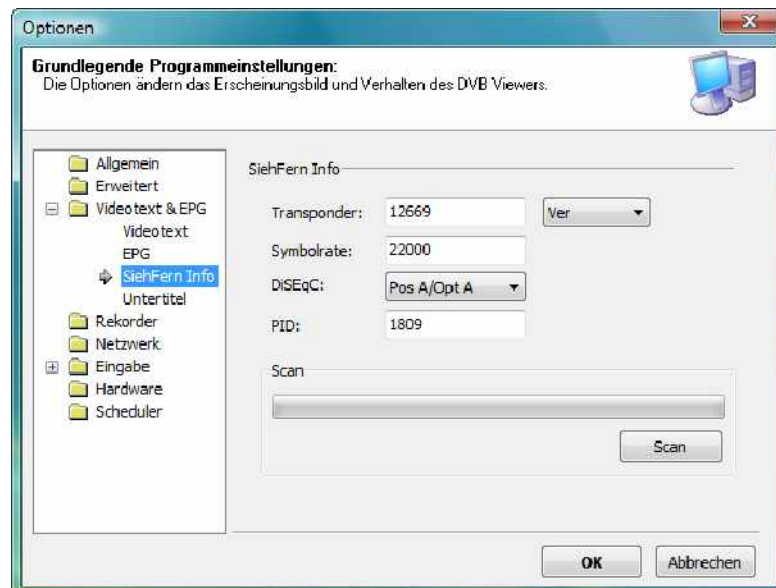 Optionen
Grundlegende Programmeinstellungen:
Die Optionen ändern das Erscheinungsbild und Verhalten des DVB Viewers.
Allgemein
Erweitert
Videotext & EPG
Videotext
EPG
SiehFern Info
Untertitel
Rekorder
Netzwerk
Eingabe
Hardware
Scheduler
SiehFern Info
Transponder: 12669 Ver
Symbolrate: 22000
DiSEqC: Pos A/Opt A
PID: 1809
Scan
Scan
OK Abbrechen